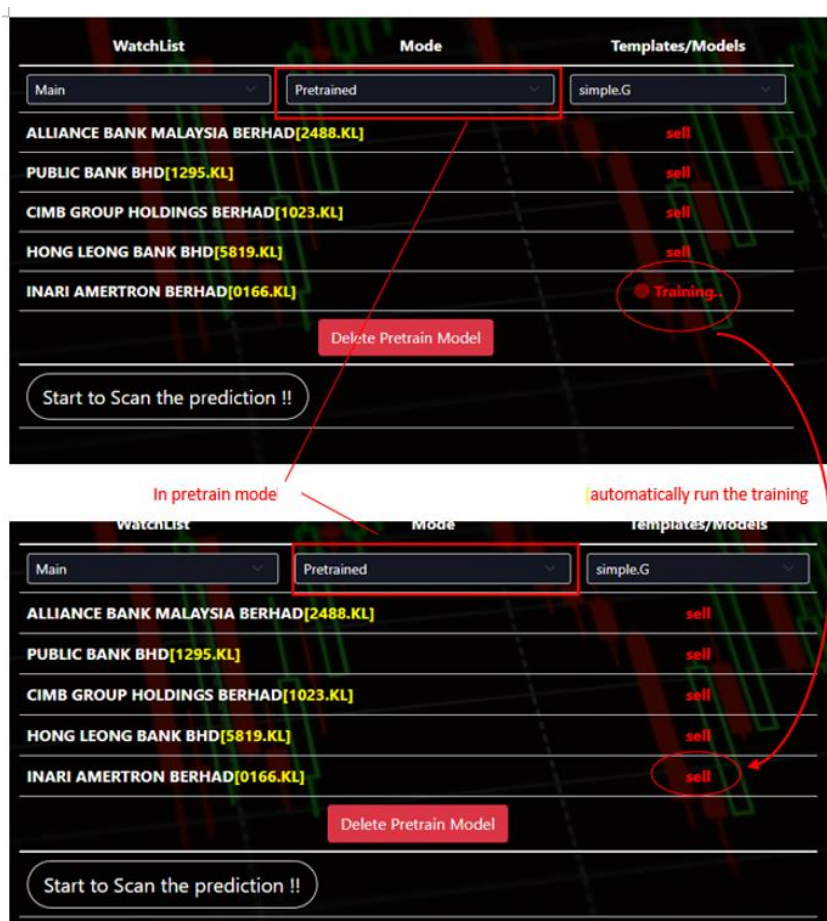 WatchList Mode Templates/Models
Main Pretrained simple.G
ALLIANCE BANK MALAYSIA BERHAD[2488.KL] sell
PUBLIC BANK BHD[1295.KL] sell
CIMB GROUP HOLDINGS BERHAD[1023.KL] sell
HONG LEONG BANK BHD[5819.KL] sell
INARI AMERTRON BERHAD[0166.KL] Training..
Delete Pretrain Model
Start to Scan the prediction !!
In pretrain mode automatically run the training
WatchList Mode Templates/Models
Main Pretrained simple.G
ALLIANCE BANK MALAYSIA BERHAD[2488.KL] sell
PUBLIC BANK BHD[1295.KL] sell
CIMB GROUP HOLDINGS BERHAD[1023.KL] sell
HONG LEONG BANK BHD[5819.KL] sell
INARI AMERTRON BERHAD[0166.KL] sell
Delete Pretrain Model
Start to Scan the prediction !!